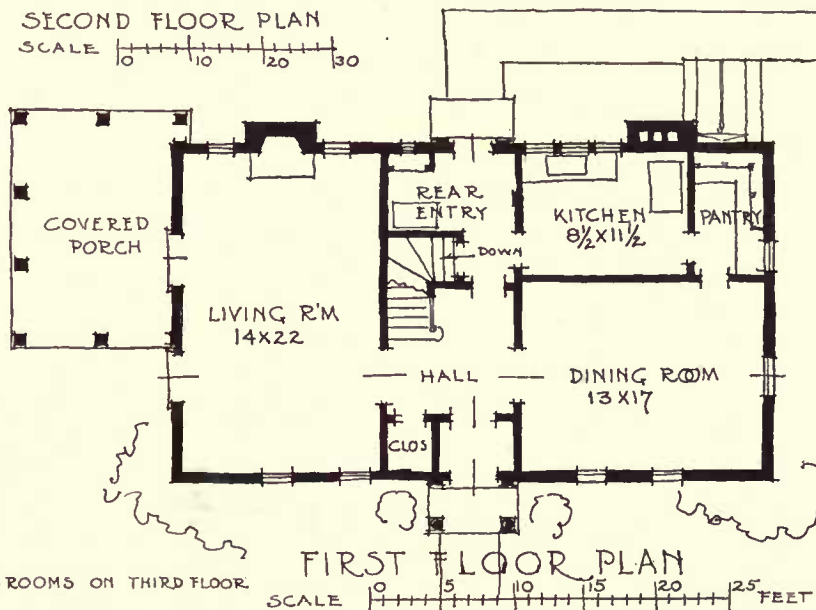 SECOND FLOOR PLAN
SCALE
0 10 20 30
COVERED
PORCH
LIVING R'M
14X22
REAR
ENTRY
DOWN
KITCHEN
8½X11½
PANTRY
HALL
DINING ROOM
13X17
CLOS
FIRST FLOOR PLAN
ROOMS ON THIRD FLOOR
SCALE 0 5 10 15 20 25 FEET